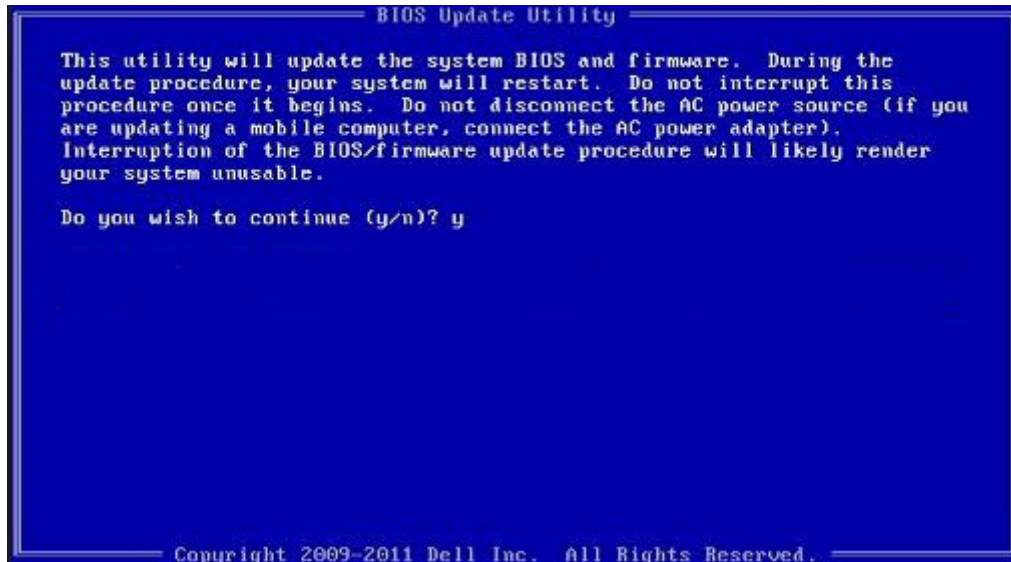 BIOS Update Utility
This utility will update the system BIOS and firmware. During the
update procedure, your system will restart. Do not interrupt this
procedure once it begins. Do not disconnect the AC power source (if you
are updating a mobile computer, connect the AC power adapter).
Interruption of the BIOS/firmware update procedure will likely render
your system unusable.
Do you wish to continue (y/n)? y
Copyright 2009-2011 Dell Inc. All Rights Reserved.